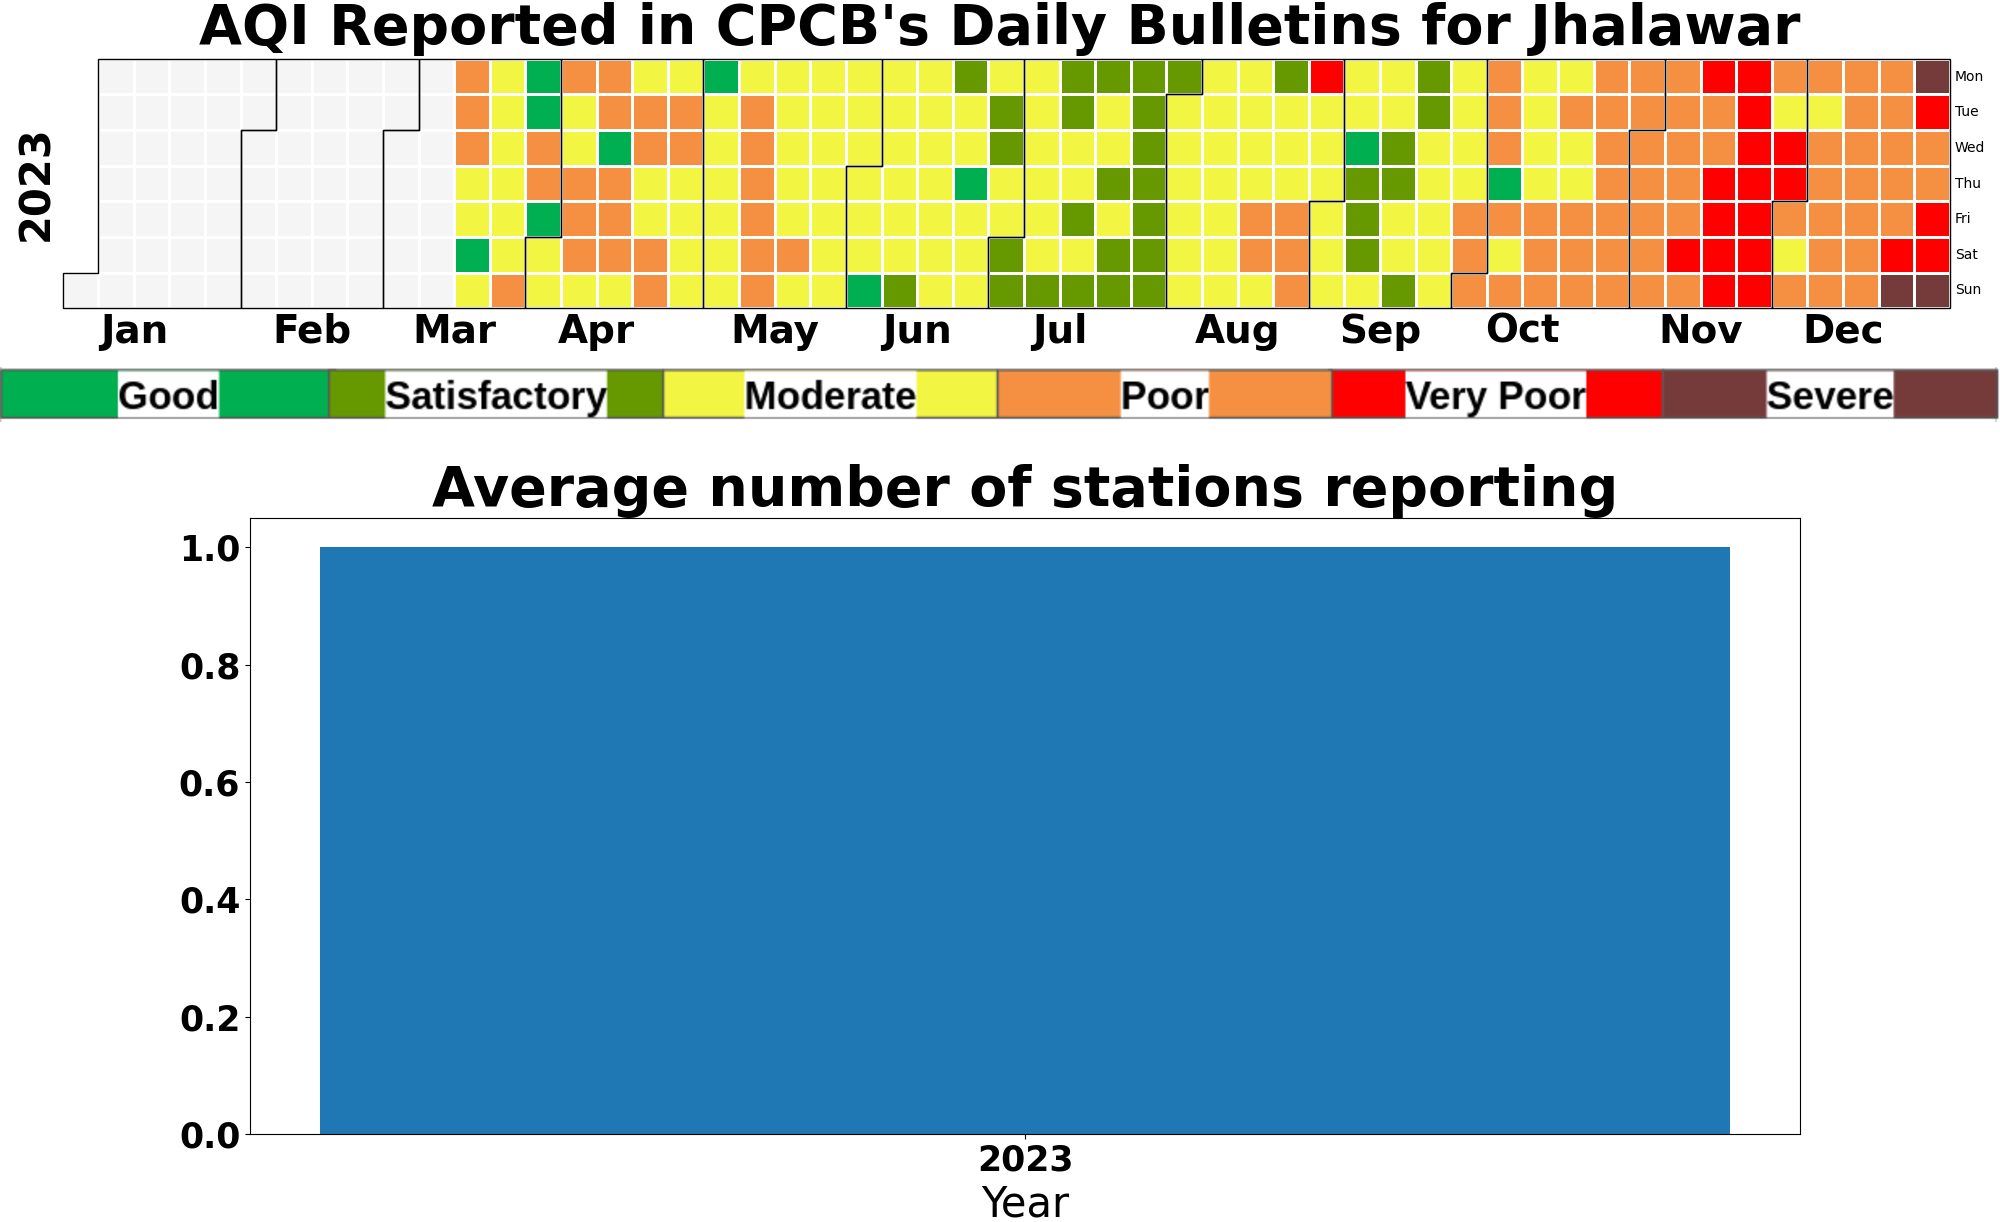 AQI Reported in CPCB's Daily Bulletins for Jhalawar
2023
Mon
Tue
Wed
Thu
Fri
Sat
Sun
Jan Feb Mar Apr May Jun Jul Aug Sep Oct Nov Dec
Good Satisfactory Moderate Poor Very Poor Severe
Average number of stations reporting
1.0
0.8
0.6
0.4
0.2
0.0
2023
Year